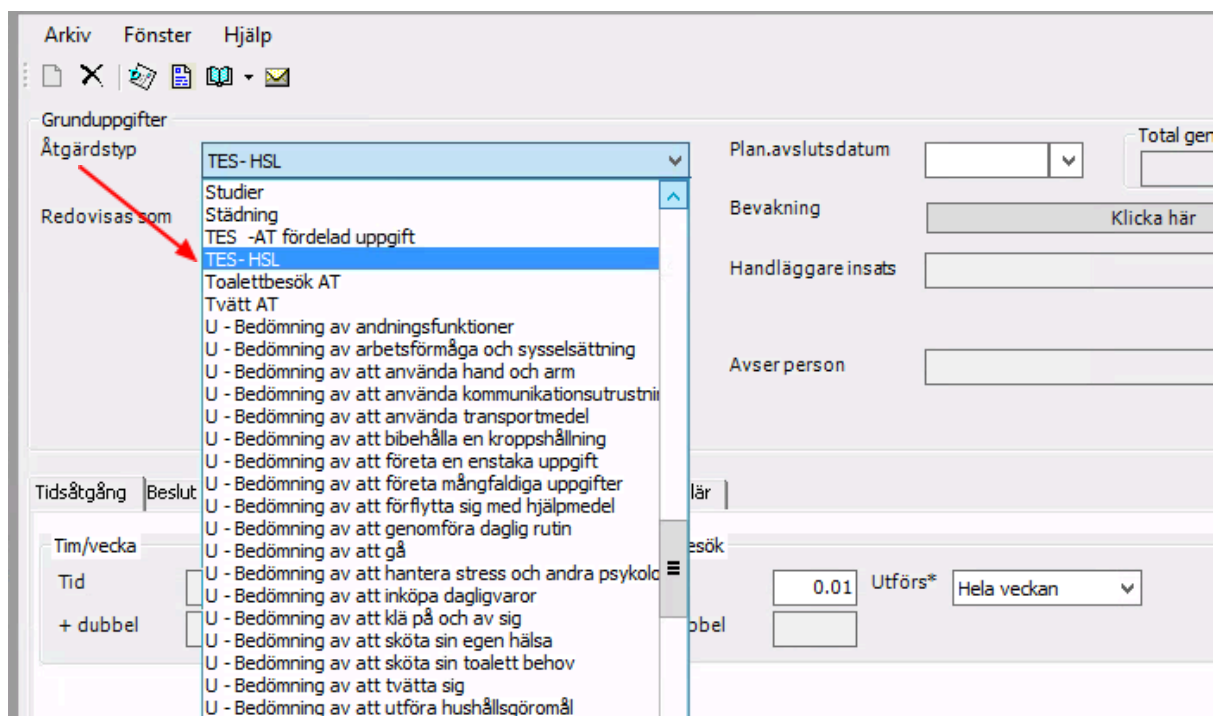 Arkiv Fönster Hjälp
Grunduppgifter
Åtgärdstyp
TES- HSL
Redovisas som
Studier
Städning
TES -AT fördelad uppgift
TES- HSL
Toalettbesök AT
Tvätt AT
U - Bedömning av andningsfunktioner
U - Bedömning av arbetsförmåga och sysselsättning
U - Bedömning av att använda hand och arm
U - Bedömning av att använda kommunikationsutrustni
U - Bedömning av att använda transportmedel
U - Bedömning av att bibehålla en kroppshållning
U - Bedömning av att företa en enstaka uppgift
U - Bedömning av att företa mångfaldiga uppgifter
U - Bedömning av att förflytta sig med hjälpmedel
U - Bedömning av att genomföra daglig rutin
U - Bedömning av att gå
U - Bedömning av att hantera stress och andra psykolo
U - Bedömning av att inköpa dagligvaror
U - Bedömning av att klä på och av sig
U - Bedömning av att sköta sin egen hälsa
U - Bedömning av att sköta sin toalett behov
U - Bedömning av att tvätta sig
U - Bedömning av att utföra hushållsgöromål
Plan.avslutsdatum
Total gen
Bevakning
Klicka här
Handläggare insats
Avser person
Tidsåtgång Beslut lär
Tim/vecka esök
Tid 0.01 Utförs* Hela veckan
+ dubbel bbel